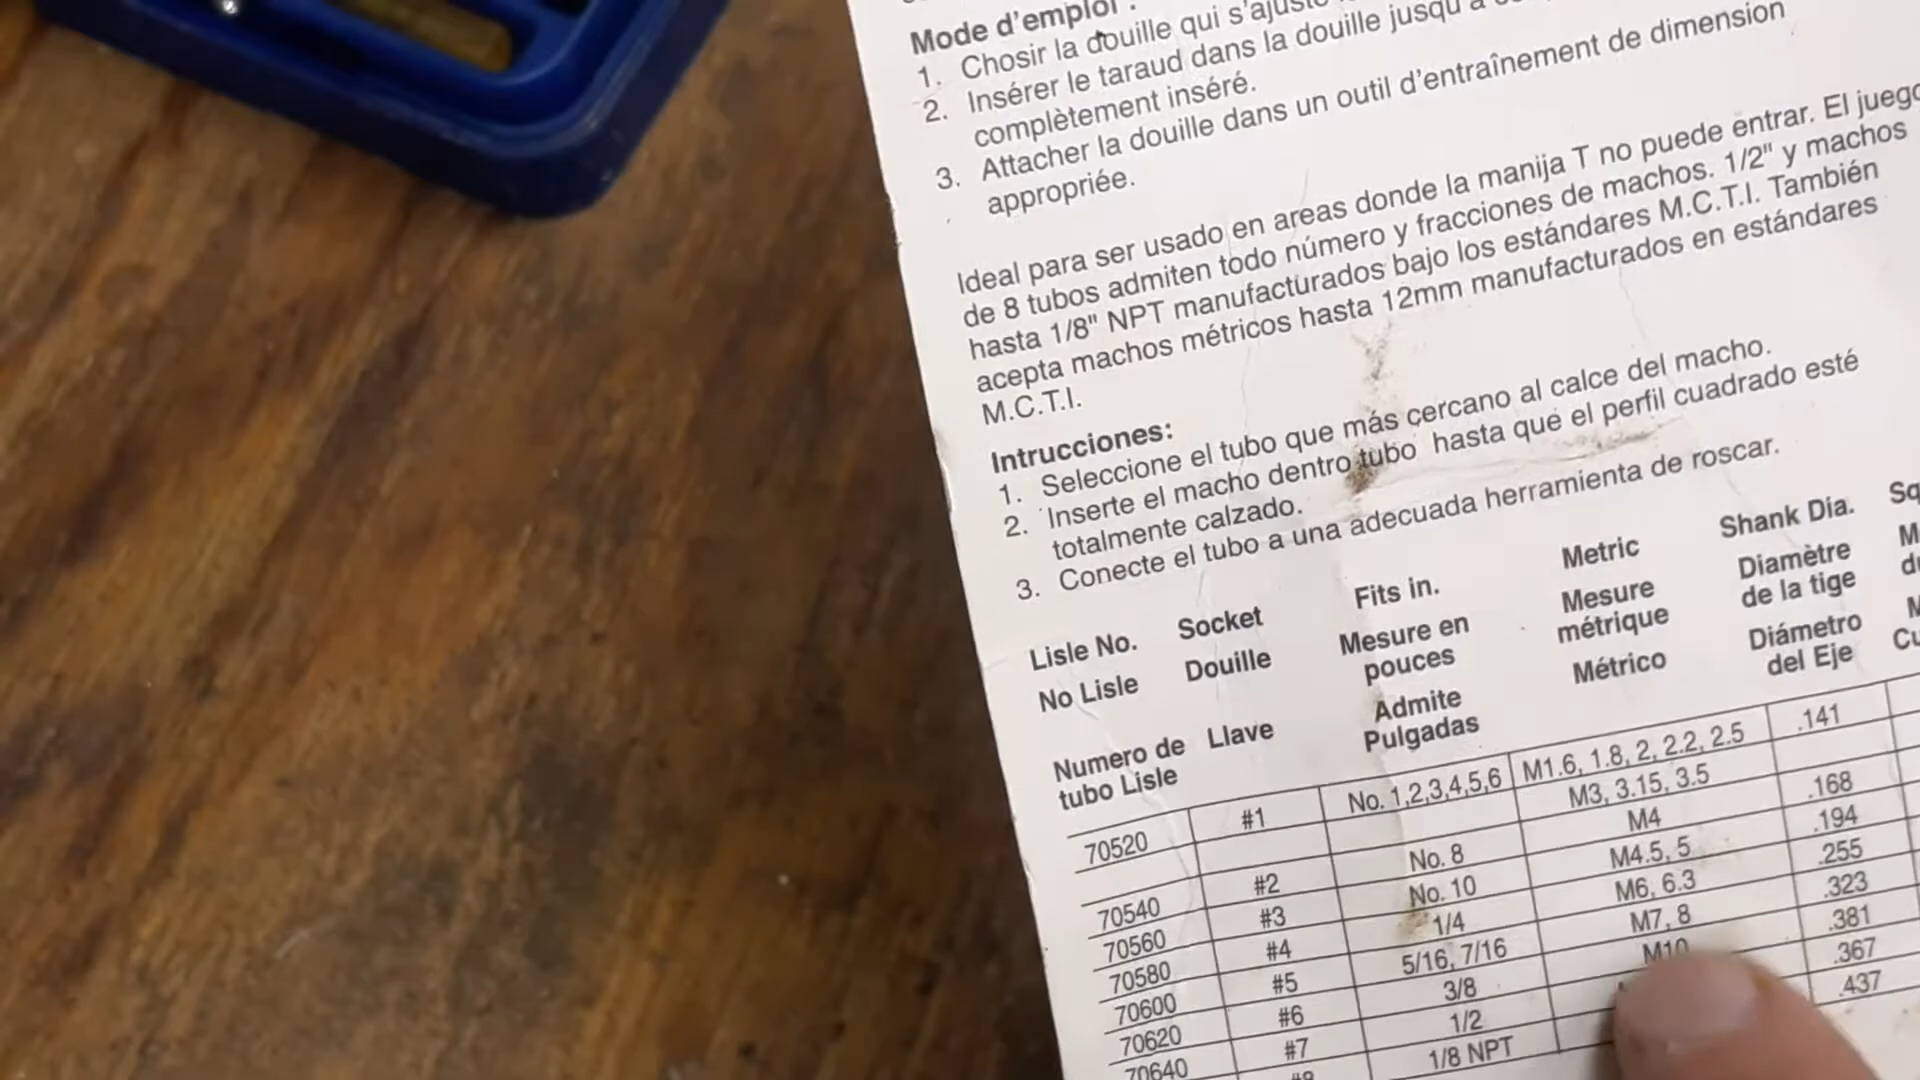 Mode d'emploi :
1. Chosir la douille qui s'ajuste
2. Insérer le taraud dans la douille jusqu'à
complètement inséré.
3. Attacher la douille dans un outil d'entraînement de dimension
appropriée.
Ideal para ser usado en areas donde la manija T no puede entrar. El juego
de 8 tubos admiten todo número y fracciones de machos. 1/2" y machos
hasta 1/8" NPT manufacturados bajo los estándares M.C.T.I. También
acepta machos métricos hasta 12mm manufacturados en estándares
M.C.T.I.
Intrucciones:
1. Seleccione el tubo que más cercano al calce del macho.
2. Inserte el macho dentro tubo hasta que el perfil cuadrado esté
totalmente calzado.
3. Conecte el tubo a una adecuada herramienta de roscar.
Lisle No. Socket Fits in. Metric Shank Dia. Sq
No Lisle Douille Mesure en pouces Mesure métrique Diamètre de la tige
Numero de tubo Lisle Llave Admite Pulgadas Métrico Diámetro del Eje
70520 #1 No. 1,2,3,4,5,6 M1.6, 1.8, 2, 2.2, 2.5 .141
M3, 3.15, 3.5
70540 #2 No. 8 M4 .168
70560 #3 No. 10 M4.5, 5 .194
70580 #4 1/4 M6, 6.3 .255
70600 #5 5/16, 7/16 M7, 8 .323
70620 #6 3/8 M10 .381
70640 #7 1/2 .367
#8 1/8 NPT .437